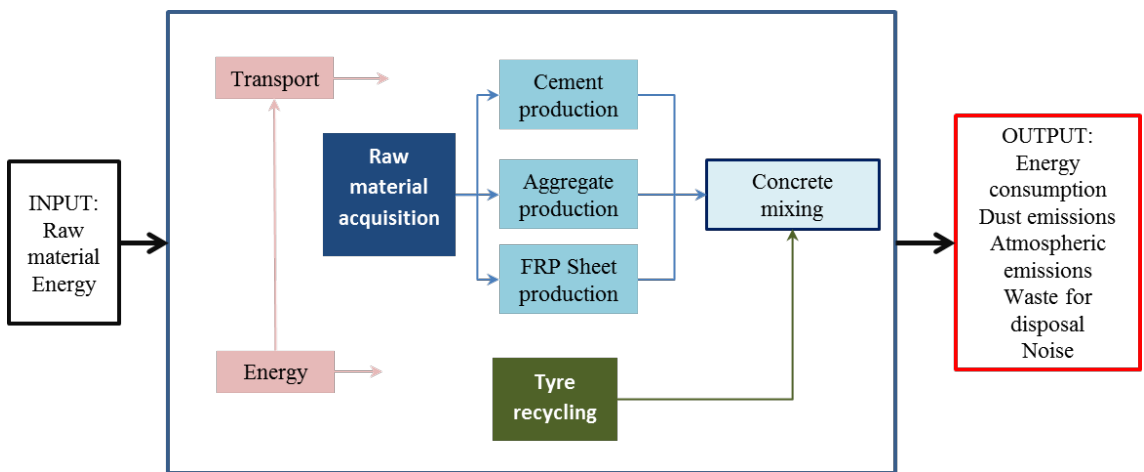 INPUT:
Raw
material
Energy
Transport
Energy
Raw
material
acquisition
Cement
production
Aggregate
production
FRP Sheet
production
Tyre
recycling
Concrete
mixing
OUTPUT:
Energy
consumption
Dust emissions
Atmospheric
emissions
Waste for
disposal
Noise